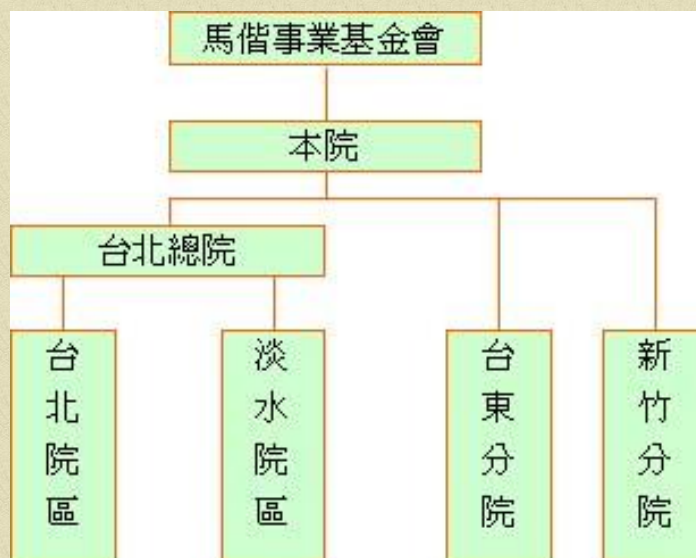 馬偕事業基金會
本院
台北總院
台北院區
淡水院區
台東分院
新竹分院